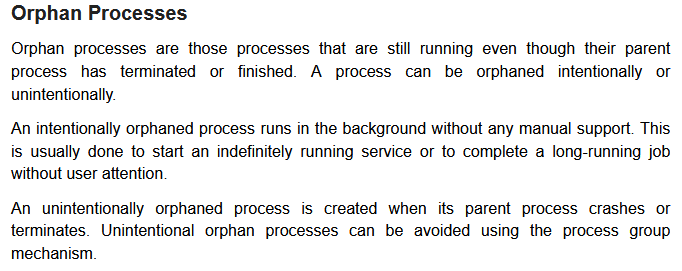 Orphan Processes
Orphan processes are those processes that are still running even though their parent
process has terminated or finished. A process can be orphaned intentionally or
unintentionally.
An intentionally orphaned process runs in the background without any manual support. This
is usually done to start an indefinitely running service or to complete a long-running job
without user attention.
An unintentionally orphaned process is created when its parent process crashes or
terminates. Unintentional orphan processes can be avoided using the process group
mechanism.